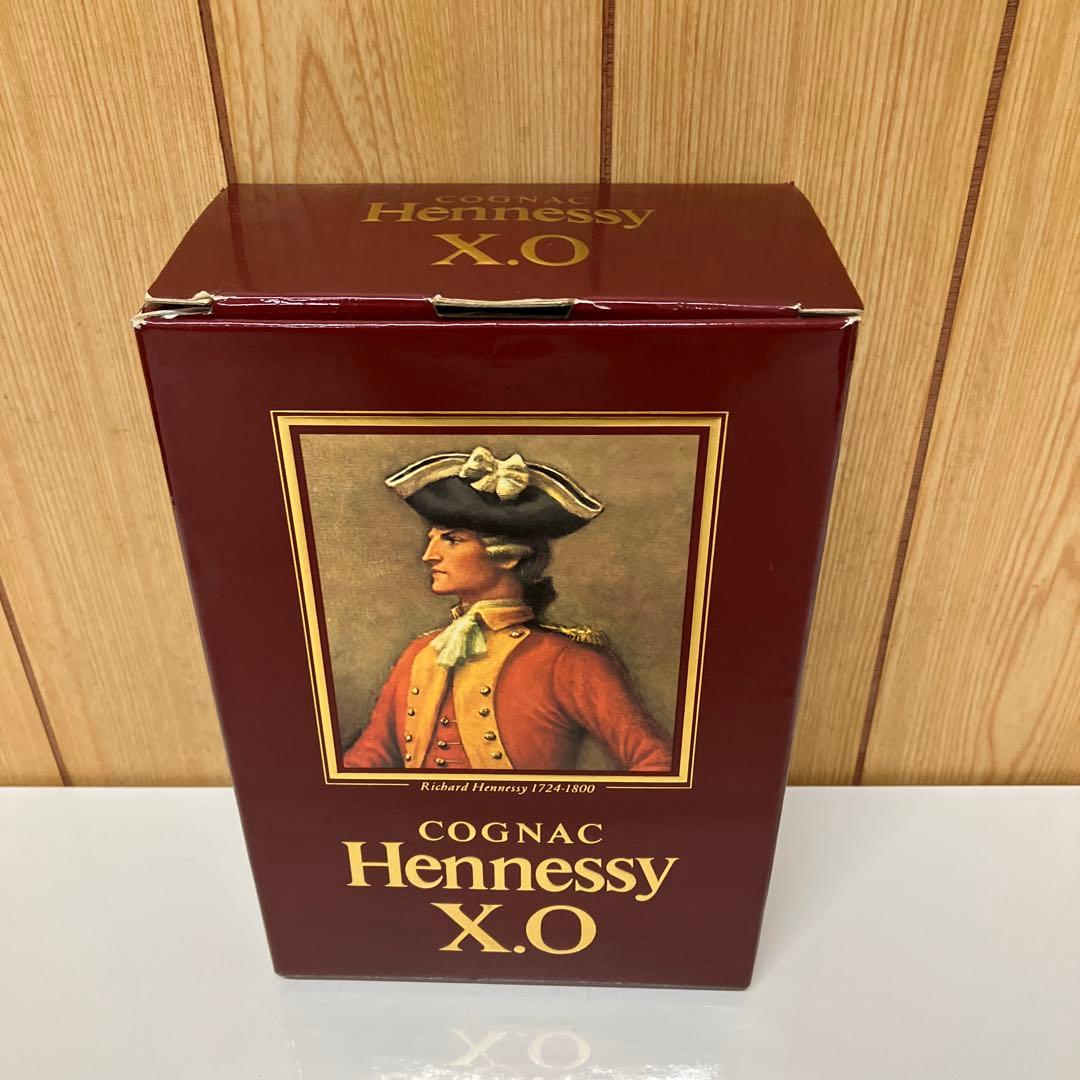 COGNAC
Hennessy
X.O
Richard Hennessy 1724-1800
COGNAC
Hennessy
X.O
X.O